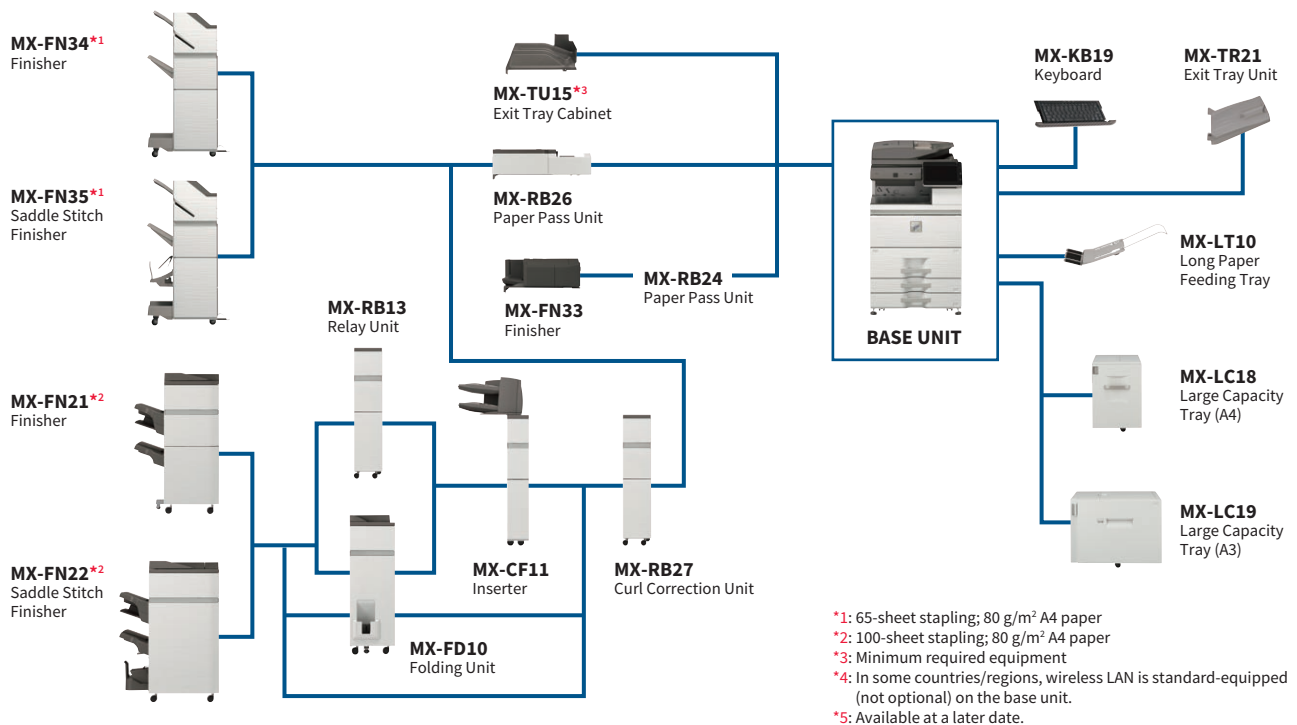 MX-FN34*1
Finisher
MX-TU15*3
Exit Tray Cabinet
MX-KB19
Keyboard
MX-TR21
Exit Tray Unit
MX-FN35*1
Saddle Stitch
Finisher
MX-RB26
Paper Pass Unit
BASE UNIT
MX-LT10
Long Paper
Feeding Tray
MX-FN33
Finisher
MX-RB24
Paper Pass Unit
MX-RB13
Relay Unit
MX-FN21*2
Finisher
MX-LC18
Large Capacity
Tray (A4)
MX-LC19
Large Capacity
Tray (A3)
MX-FN22*2
Saddle Stitch
Finisher
MX-CF11
Inserter
MX-RB27
Curl Correction Unit
MX-FD10
Folding Unit
*1: 65-sheet stapling; 80 g/m² A4 paper
*2: 100-sheet stapling; 80 g/m² A4 paper
*3: Minimum required equipment
*4: In some countries/regions, wireless LAN is standard-equipped
(not optional) on the base unit.
*5: Available at a later date.